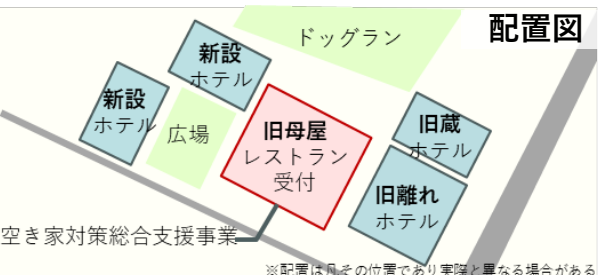 配置図
ドッグラン
新設
ホテル
新設
ホテル
広場
旧母屋
レストラン
受付
旧蔵
ホテル
旧離れ
ホテル
空き家対策総合支援事業
※配置は凡その位置であり実際と異なる場合がある